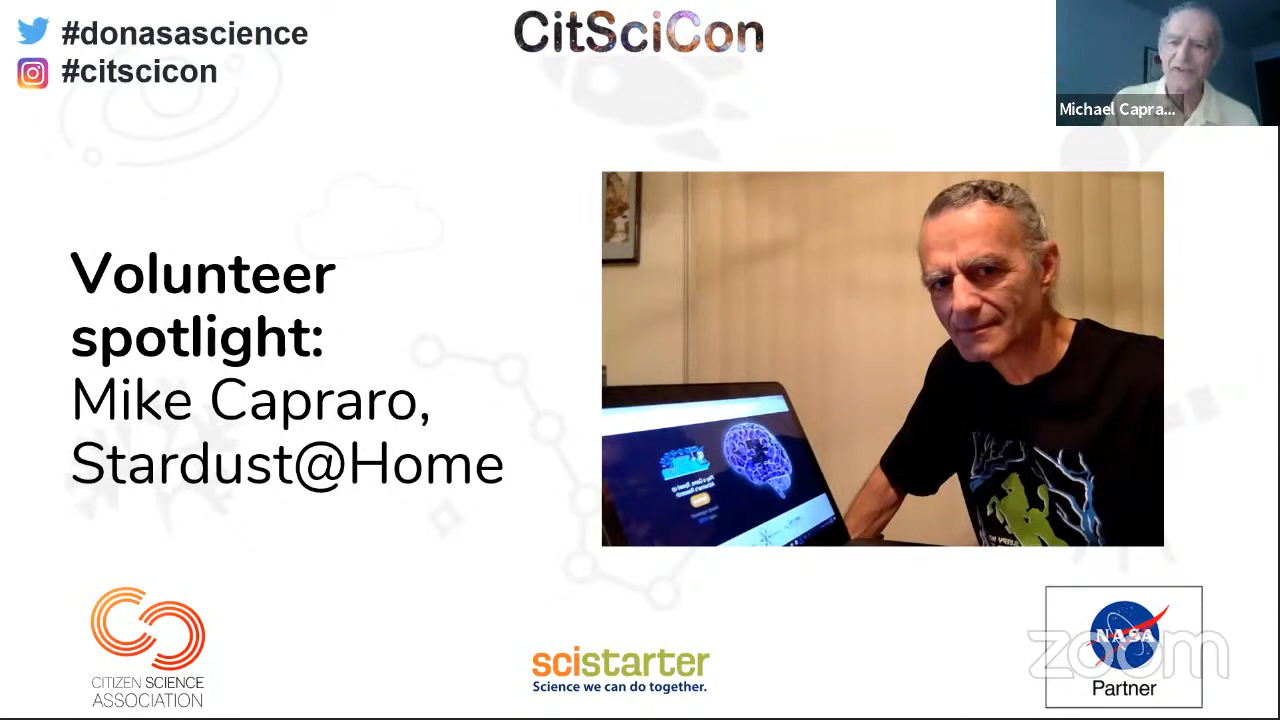 #donasascience
#citscicon
CitSciCon
Michael Capra...
Volunteer
spotlight:
Mike Capraro,
Stardust@Home
CITIZEN SCIENCE
ASSOCIATION
scistarter
Science we can do together.
NASA
zoom
Partner